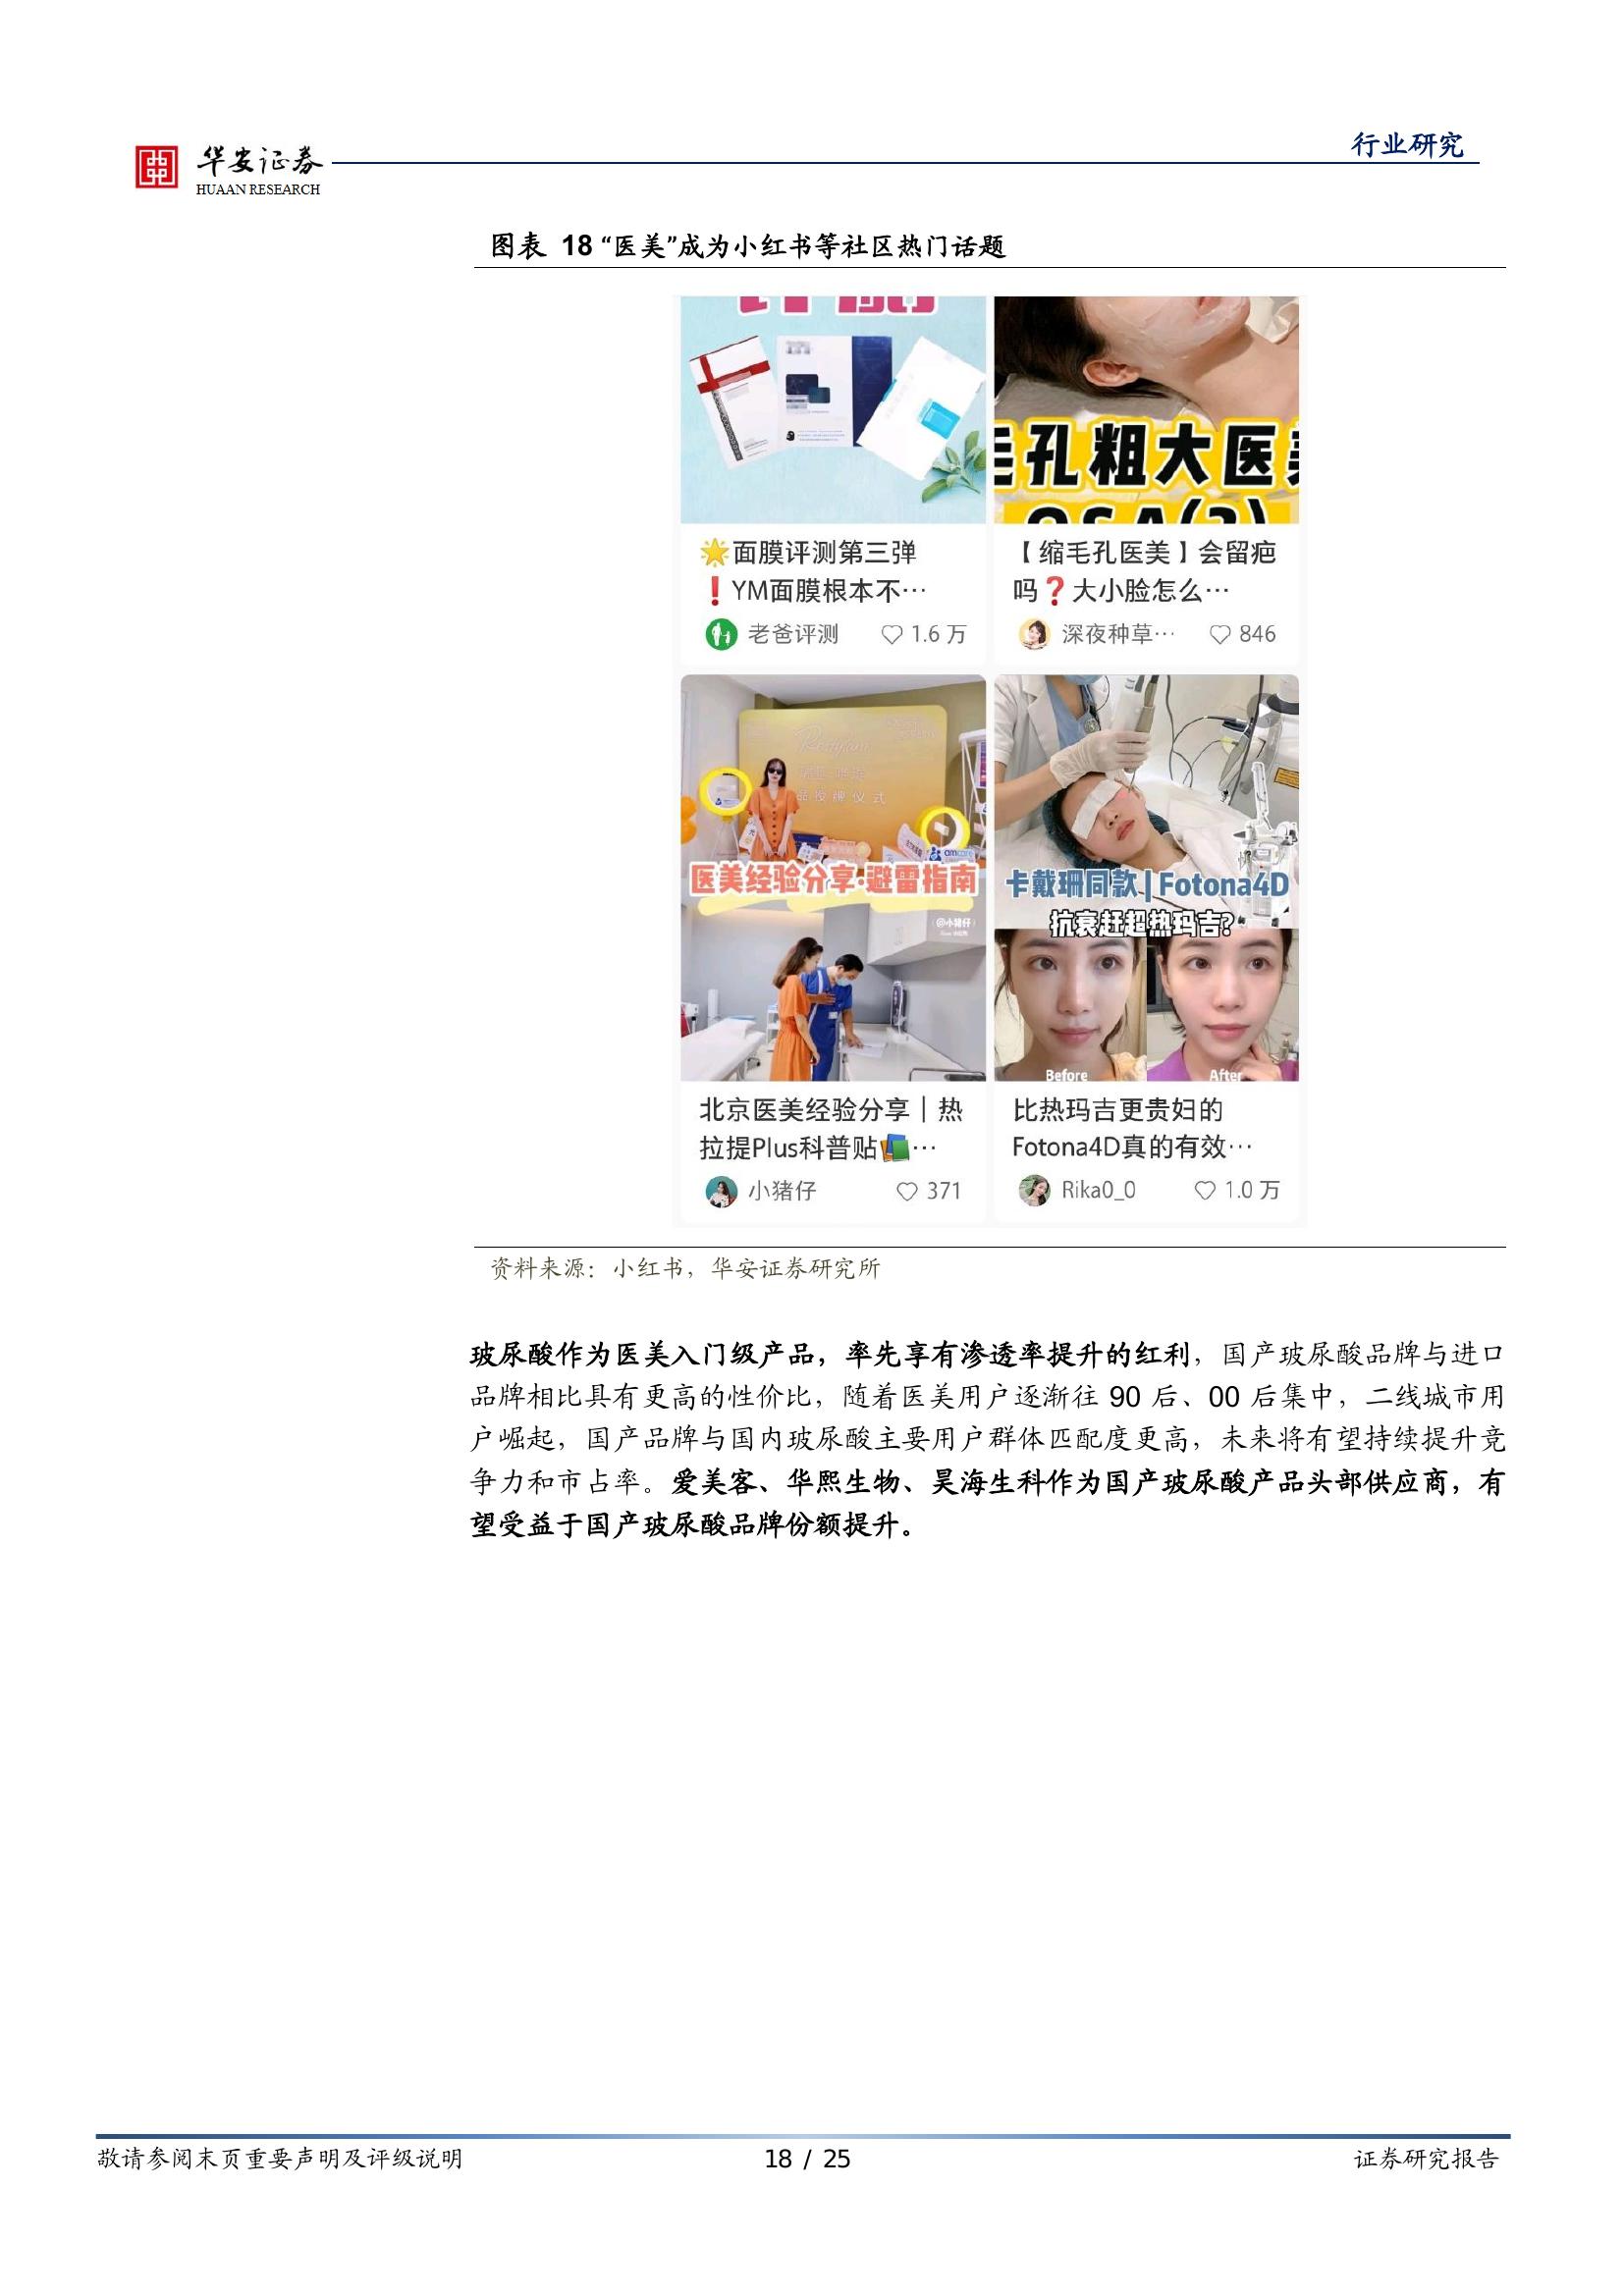 华安证券
HUAAN RESEARCH
行业研究
图表 18 “医美”成为小红书等社区热门话题
毛孔粗大医美
Q&A(2)
🌟面膜评测第三弹
❗YM面膜根本不…
老爸评测 ♡ 1.6 万
【缩毛孔医美】会留疤
吗❓大小脸怎么…
深夜种草… ♡ 846
品授牌仪式
amcare
医美经验分享·避雷指南
@小猪仔
卡戴珊同款|Fotona4D
抗衰赶超热玛吉?
Before
After
北京医美经验分享｜热
拉提Plus科普贴📚…
小猪仔 ♡ 371
比热玛吉更贵妇的
Fotona4D真的有效…
Rika0_0 ♡ 1.0 万
资料来源：小红书，华安证券研究所
玻尿酸作为医美入门级产品，率先享有渗透率提升的红利，国产玻尿酸品牌与进口
品牌相比具有更高的性价比，随着医美用户逐渐往 90 后、00 后集中，二线城市用
户崛起，国产品牌与国内玻尿酸主要用户群体匹配度更高，未来将有望持续提升竞
争力和市占率。爱美客、华熙生物、昊海生科作为国产玻尿酸产品头部供应商，有
望受益于国产玻尿酸品牌份额提升。
敬请参阅末页重要声明及评级说明
18 / 25
证券研究报告